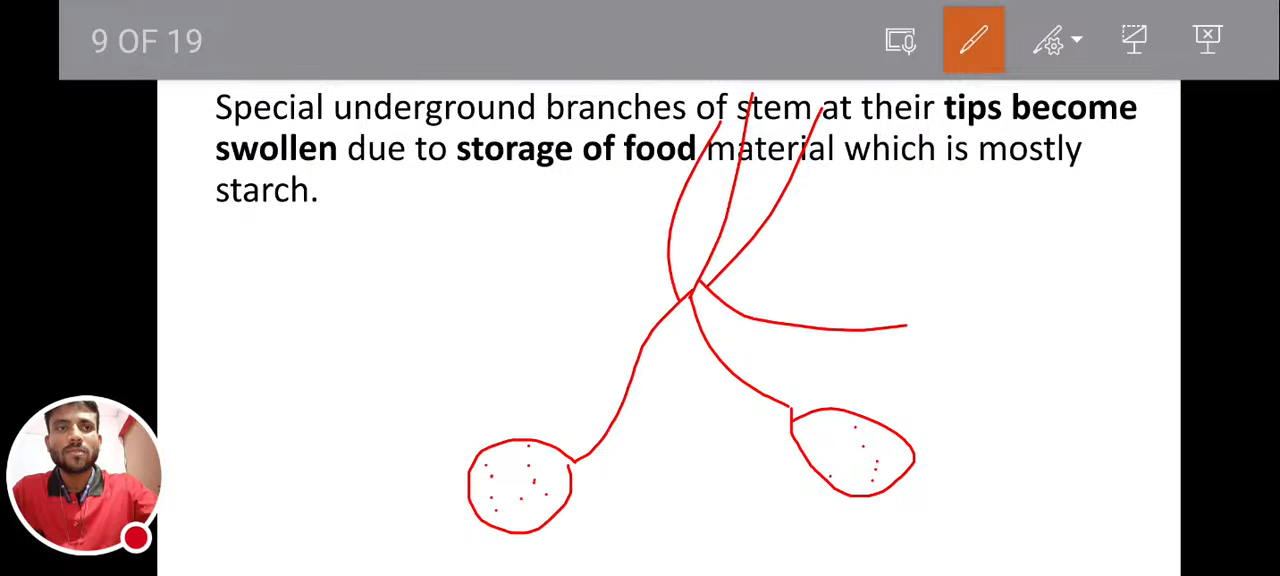 9 OF 19
Special underground branches of stem at their tips become
swollen due to storage of food material which is mostly
starch.